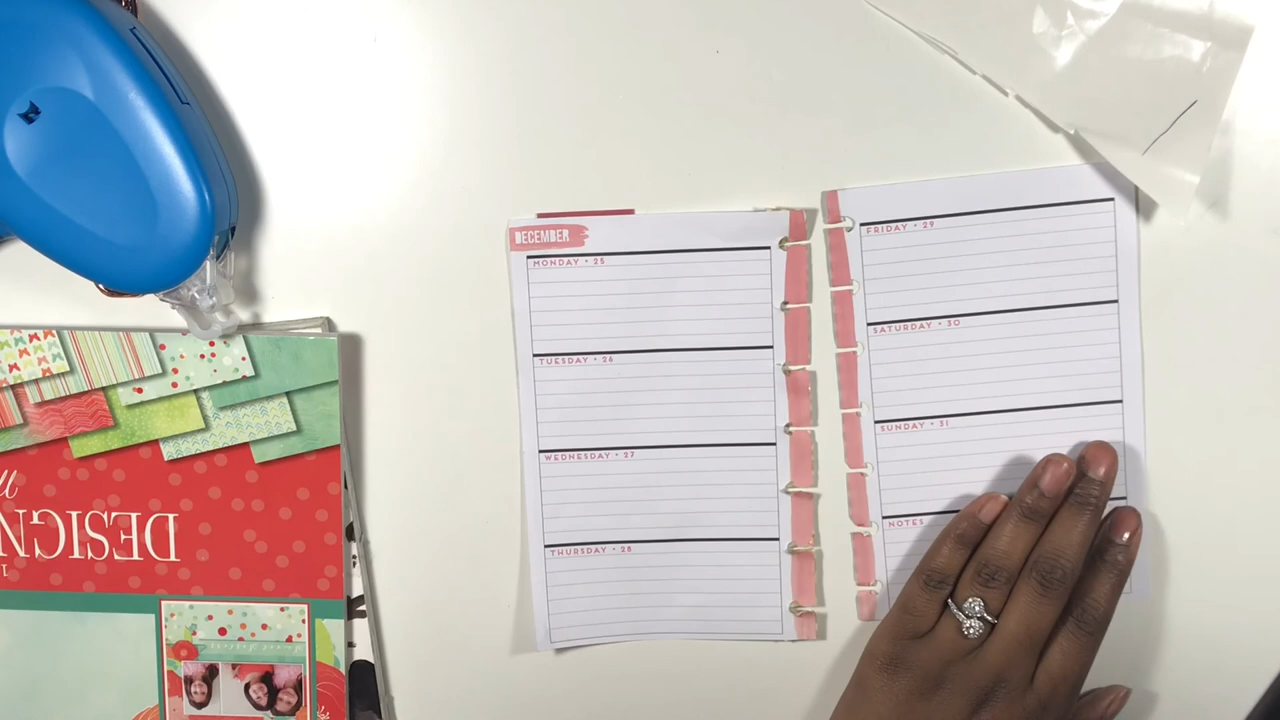 DECEMBER
MONDAY • 25
TUESDAY • 26
WEDNESDAY • 27
THURSDAY • 28
FRIDAY • 29
SATURDAY • 30
SUNDAY • 31
NOTES
DESIGN